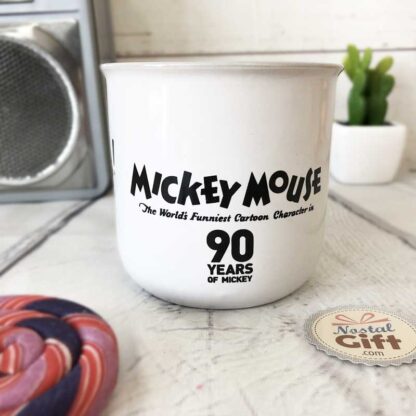 MICKEY MOUSE
The World's Funniest Cartoon Character in
90
YEARS
OF MICKEY
Nostal
Gift
.com